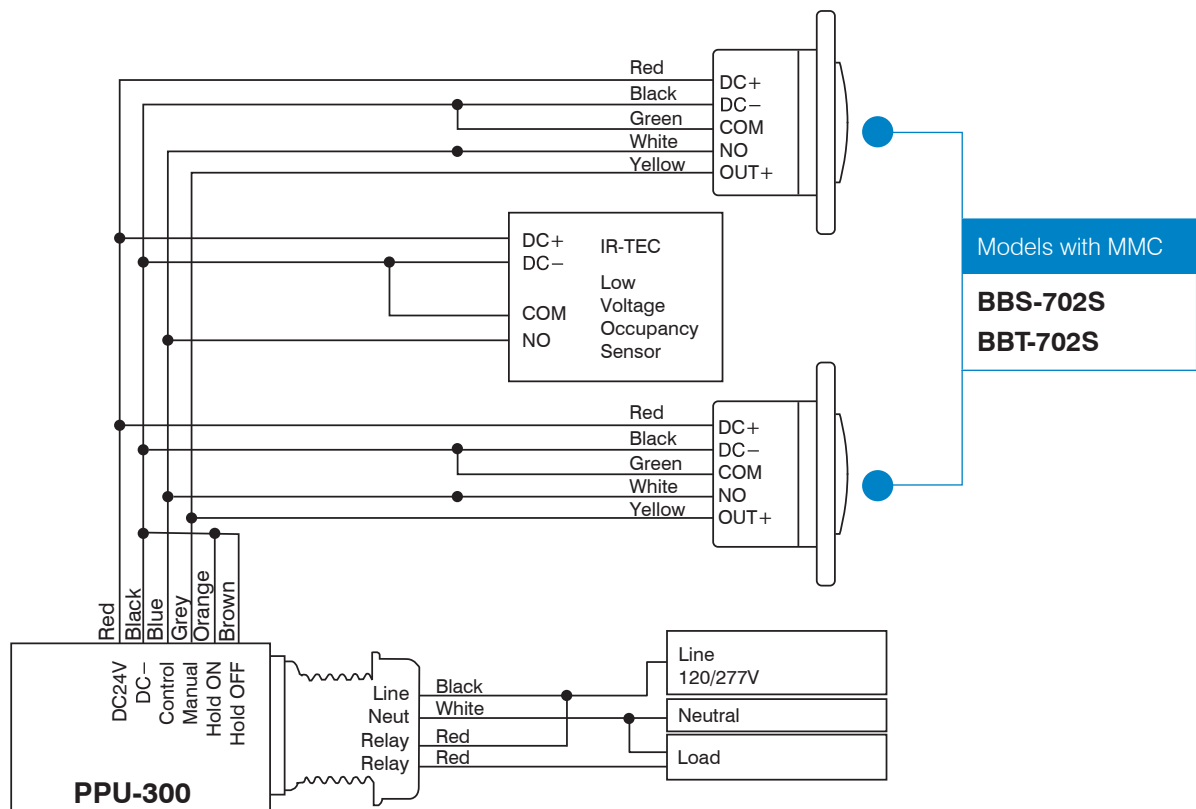 Red
Black
Green
White
Yellow
DC+
DC−
COM
NO
OUT+
DC+
DC−
COM
NO
IR-TEC
Low
Voltage
Occupancy
Sensor
Models with MMC
BBS-702S
BBT-702S
Red
Black
Green
White
Yellow
DC+
DC−
COM
NO
OUT+
Red
Black
Blue
Grey
Orange
Brown
DC24V
DC−
Control
Manual
Hold ON
Hold OFF
PPU-300
Line
Neut
Relay
Relay
Black
White
Red
Red
Line
120/277V
Neutral
Load